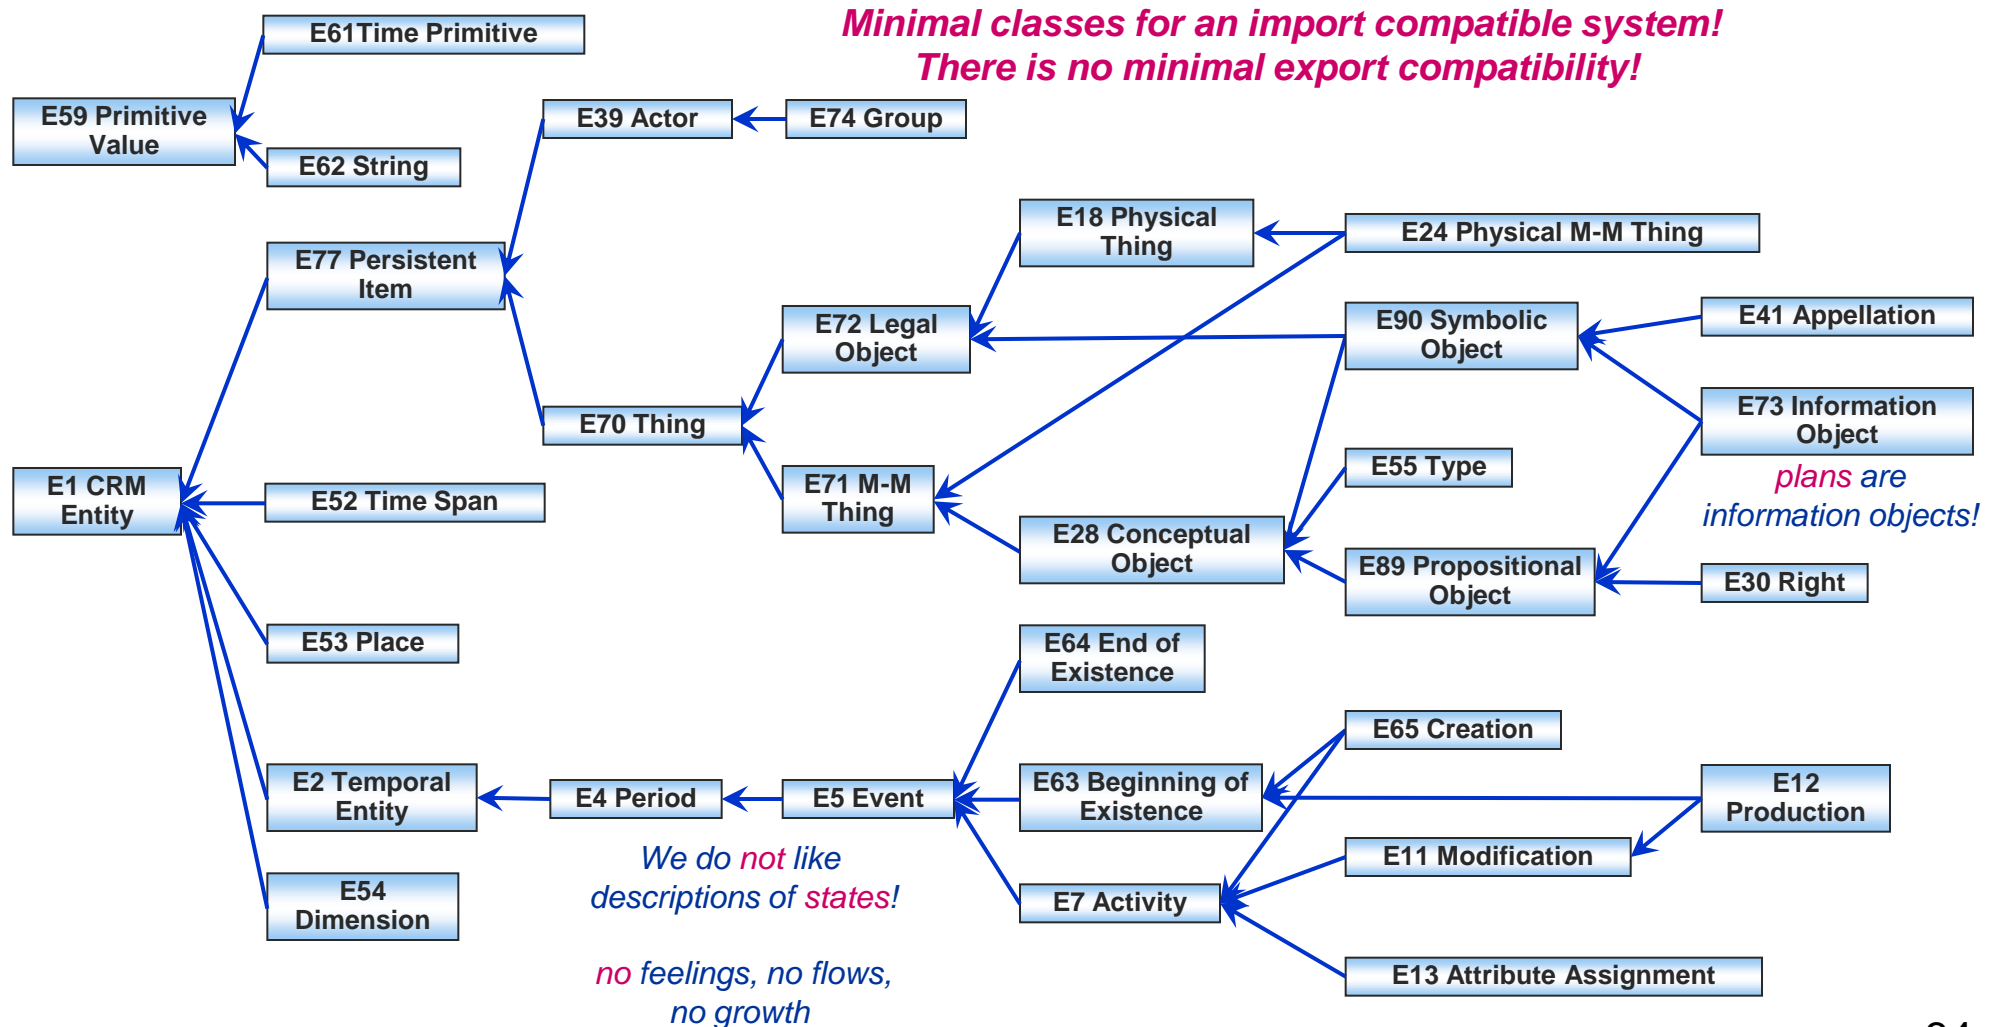 Minimal classes for an import compatible system!
There is no minimal export compatibility!
E61Time Primitive
E59 Primitive
Value
E62 String
E39 Actor
E74 Group
E77 Persistent
Item
E18 Physical
Thing
E24 Physical M-M Thing
E72 Legal
Object
E90 Symbolic
Object
E41 Appellation
E70 Thing
E73 Information
Object
plans are
information objects!
E1 CRM
Entity
E52 Time Span
E71 M-M
Thing
E55 Type
E28 Conceptual
Object
E89 Propositional
Object
E30 Right
E53 Place
E64 End of
Existence
E65 Creation
E2 Temporal
Entity
E4 Period
E5 Event
E63 Beginning of
Existence
E12
Production
E11 Modification
We do not like
descriptions of states!
E54
Dimension
E7 Activity
no feelings, no flows,
no growth
E13 Attribute Assignment